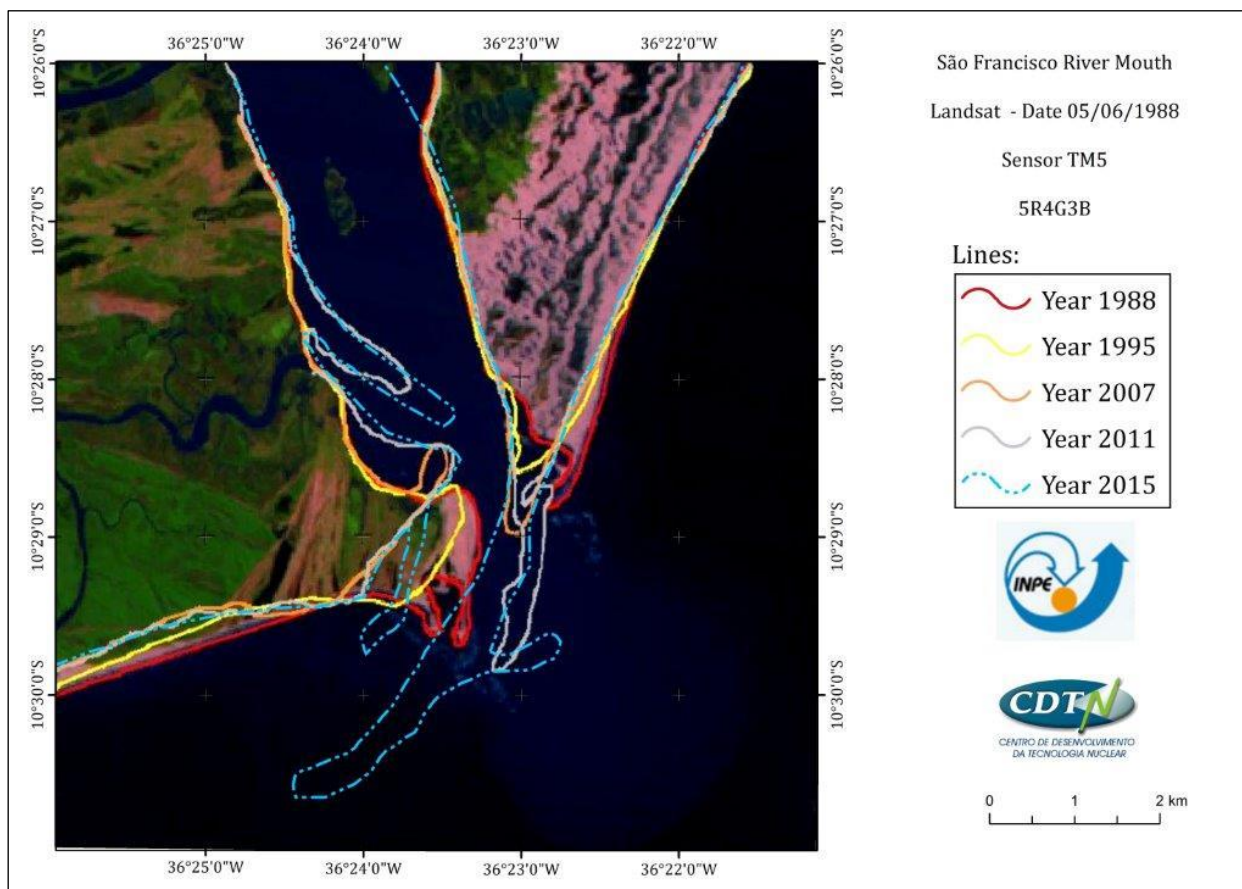 36°25'0"W
36°24'0"W
36°23'0"W
36°22'0"W
10°26'0"S
10°26'0"S
10°27'0"S
10°27'0"S
10°28'0"S
10°28'0"S
10°29'0"S
10°29'0"S
10°30'0"S
10°30'0"S
36°25'0"W
36°24'0"W
36°23'0"W
36°22'0"W
São Francisco River Mouth
Landsat - Date 05/06/1988
Sensor TM5
5R4G3B
Lines:
Year 1988
Year 1995
Year 2007
Year 2011
Year 2015
INPE
CDTN
CENTRO DE DESENVOLVIMENTO
DA TECNOLOGIA NUCLEAR
0 1 2 km